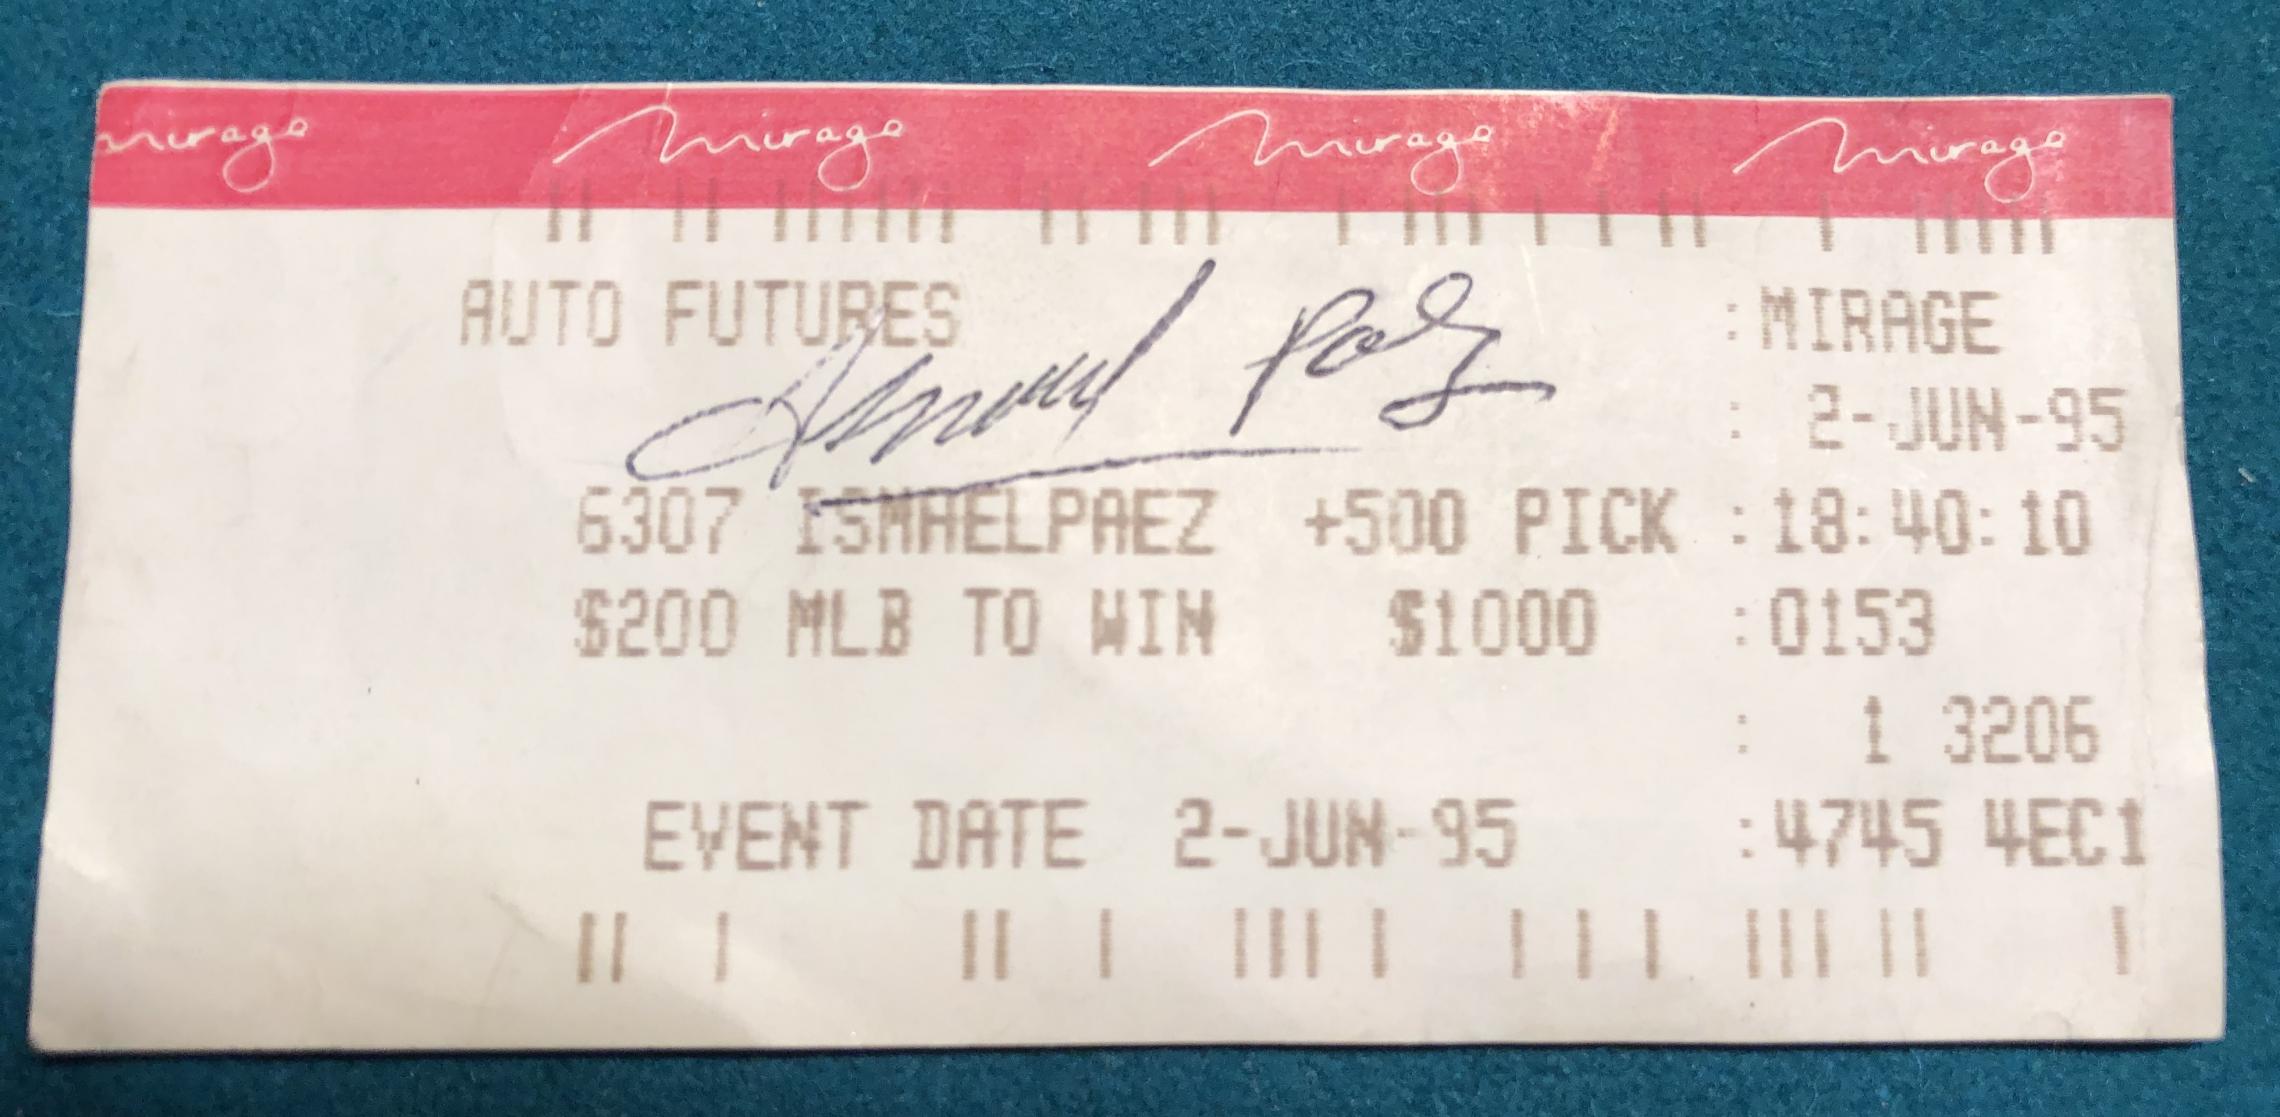 mirage mirage mirage mirage
AUTO FUTURES :MIRAGE
: 2-JUN-95
6307 ISMAELPAEZ +500 PICK :18:40:10
$200 MLB TO WIN $1000 :0153
: 1 3206
EVENT DATE 2-JUN-95 :4745 4EC1